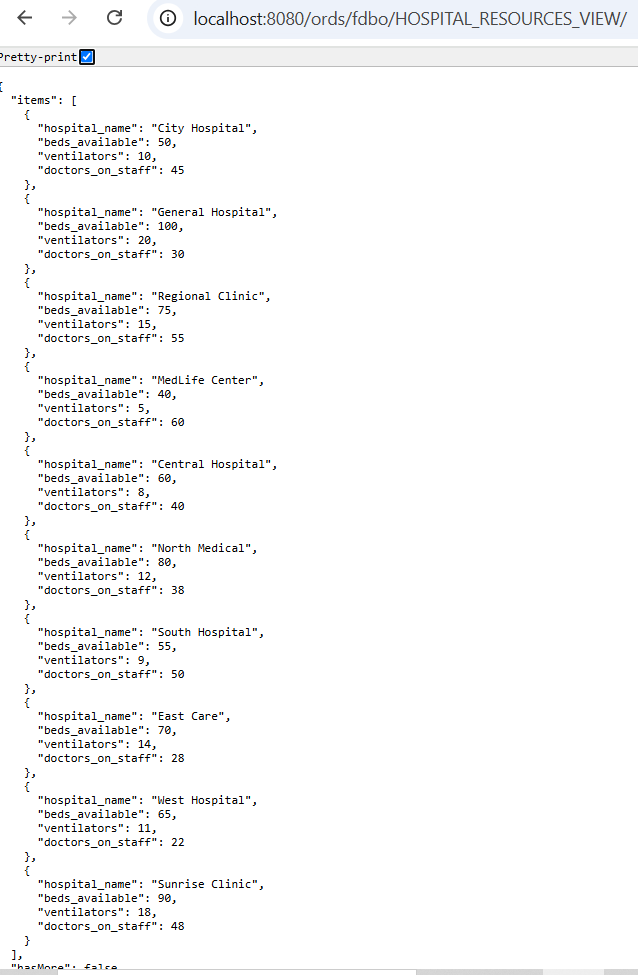 localhost:8080/ords/fdbo/HOSPITAL_RESOURCES_VIEW/
Pretty-print
{
  "items": [
    {
      "hospital_name": "City Hospital",
      "beds_available": 50,
      "ventilators": 10,
      "doctors_on_staff": 45
    },
    {
      "hospital_name": "General Hospital",
      "beds_available": 100,
      "ventilators": 20,
      "doctors_on_staff": 30
    },
    {
      "hospital_name": "Regional Clinic",
      "beds_available": 75,
      "ventilators": 15,
      "doctors_on_staff": 55
    },
    {
      "hospital_name": "MedLife Center",
      "beds_available": 40,
      "ventilators": 5,
      "doctors_on_staff": 60
    },
    {
      "hospital_name": "Central Hospital",
      "beds_available": 60,
      "ventilators": 8,
      "doctors_on_staff": 40
    },
    {
      "hospital_name": "North Medical",
      "beds_available": 80,
      "ventilators": 12,
      "doctors_on_staff": 38
    },
    {
      "hospital_name": "South Hospital",
      "beds_available": 55,
      "ventilators": 9,
      "doctors_on_staff": 50
    },
    {
      "hospital_name": "East Care",
      "beds_available": 70,
      "ventilators": 14,
      "doctors_on_staff": 28
    },
    {
      "hospital_name": "West Hospital",
      "beds_available": 65,
      "ventilators": 11,
      "doctors_on_staff": 22
    },
    {
      "hospital_name": "Sunrise Clinic",
      "beds_available": 90,
      "ventilators": 18,
      "doctors_on_staff": 48
    }
  ],
  "hasMore": false